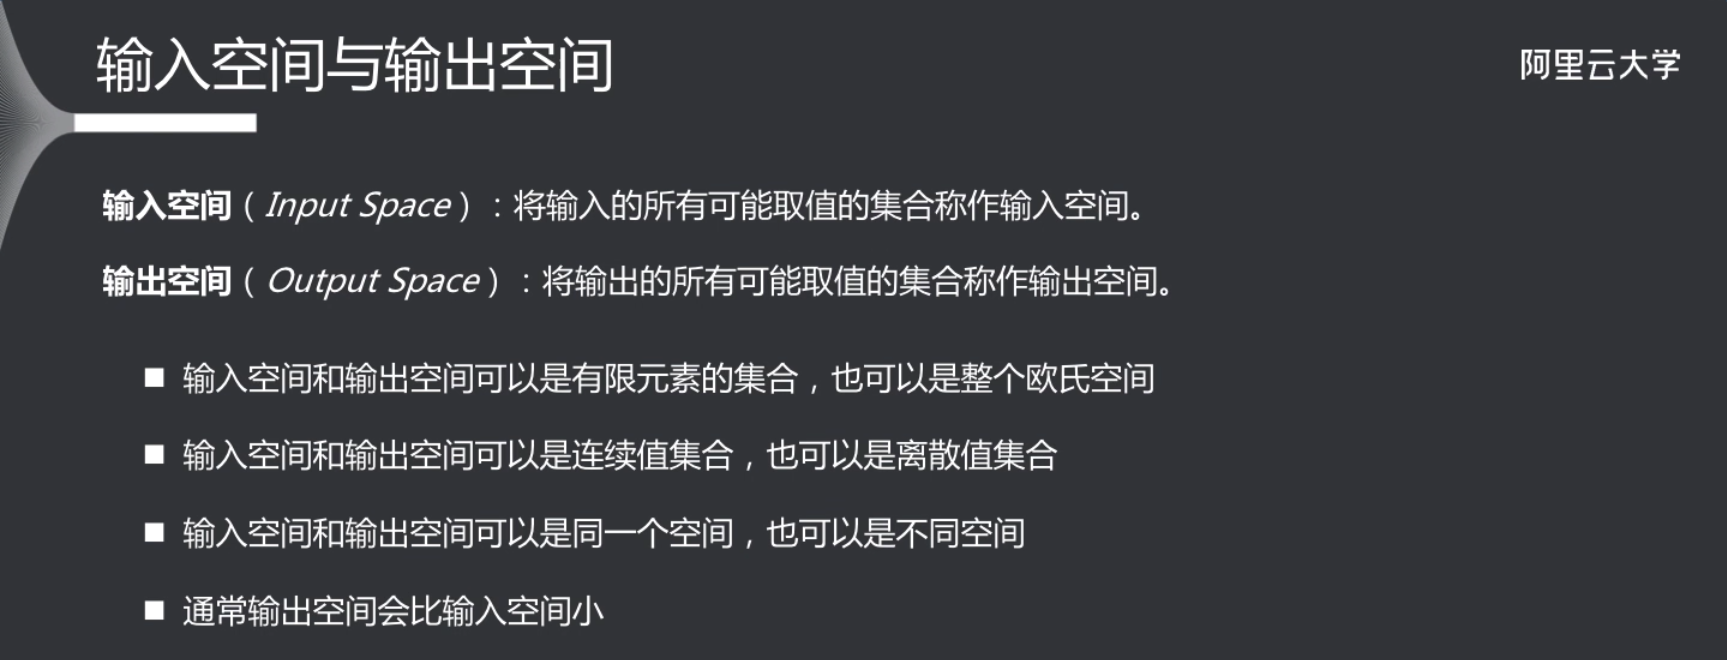 输入空间与输出空间
阿里云大学
输入空间（Input Space）：将输入的所有可能取值的集合称作输入空间。
输出空间（Output Space）：将输出的所有可能取值的集合称作输出空间。
■ 输入空间和输出空间可以是有限元素的集合，也可以是整个欧氏空间
■ 输入空间和输出空间可以是连续值集合，也可以是离散值集合
■ 输入空间和输出空间可以是同一个空间，也可以是不同空间
■ 通常输出空间会比输入空间小